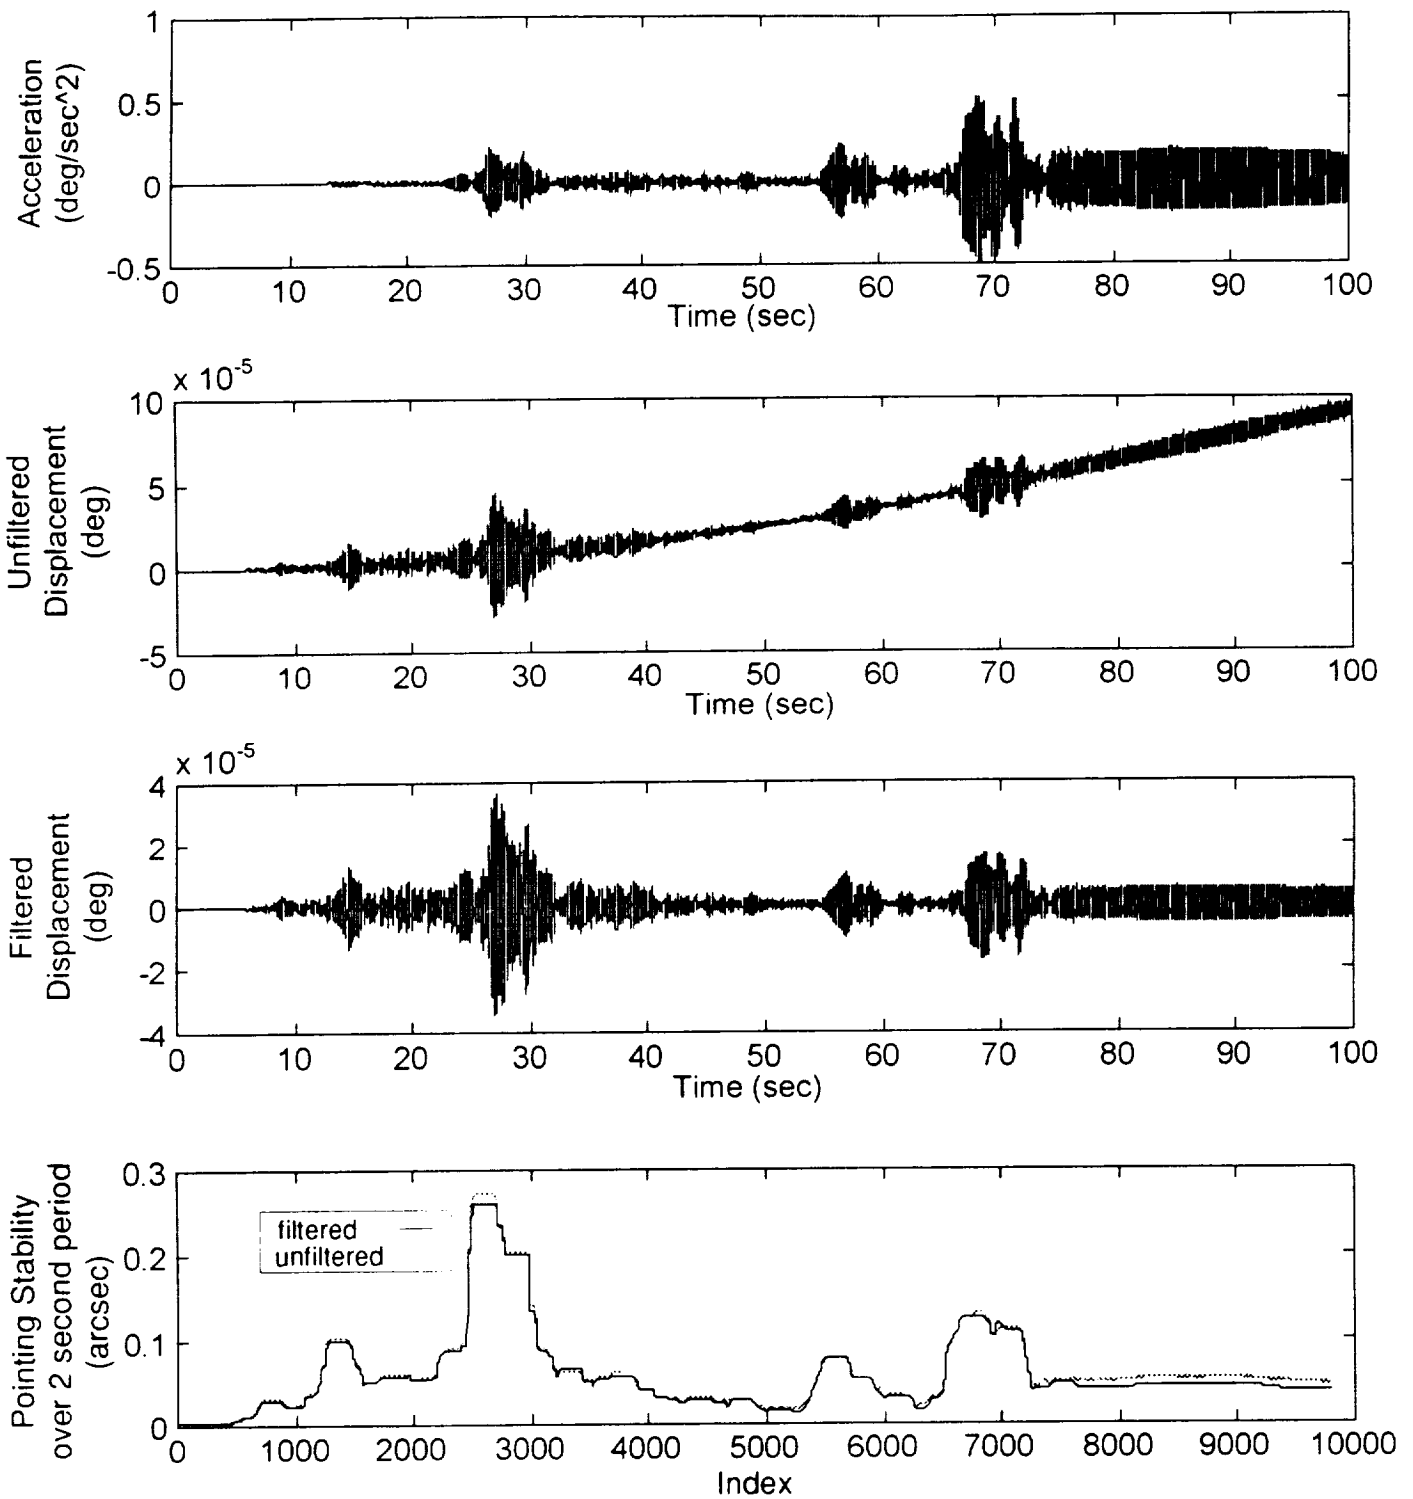 1
0.5
0
-0.5
Acceleration
(deg/sec^2)
0 10 20 30 40 50 60 70 80 90 100
Time (sec)
x 10-5
10
5
0
-5
Unfiltered
Displacement
(deg)
0 10 20 30 40 50 60 70 80 90 100
Time (sec)
x 10-5
4
2
0
-2
-4
Filtered
Displacement
(deg)
0 10 20 30 40 50 60 70 80 90 100
Time (sec)
0.3
0.2
0.1
0
Pointing Stability
over 2 second period
(arcsec)
filtered
unfiltered
0 1000 2000 3000 4000 5000 6000 7000 8000 9000 10000
Index